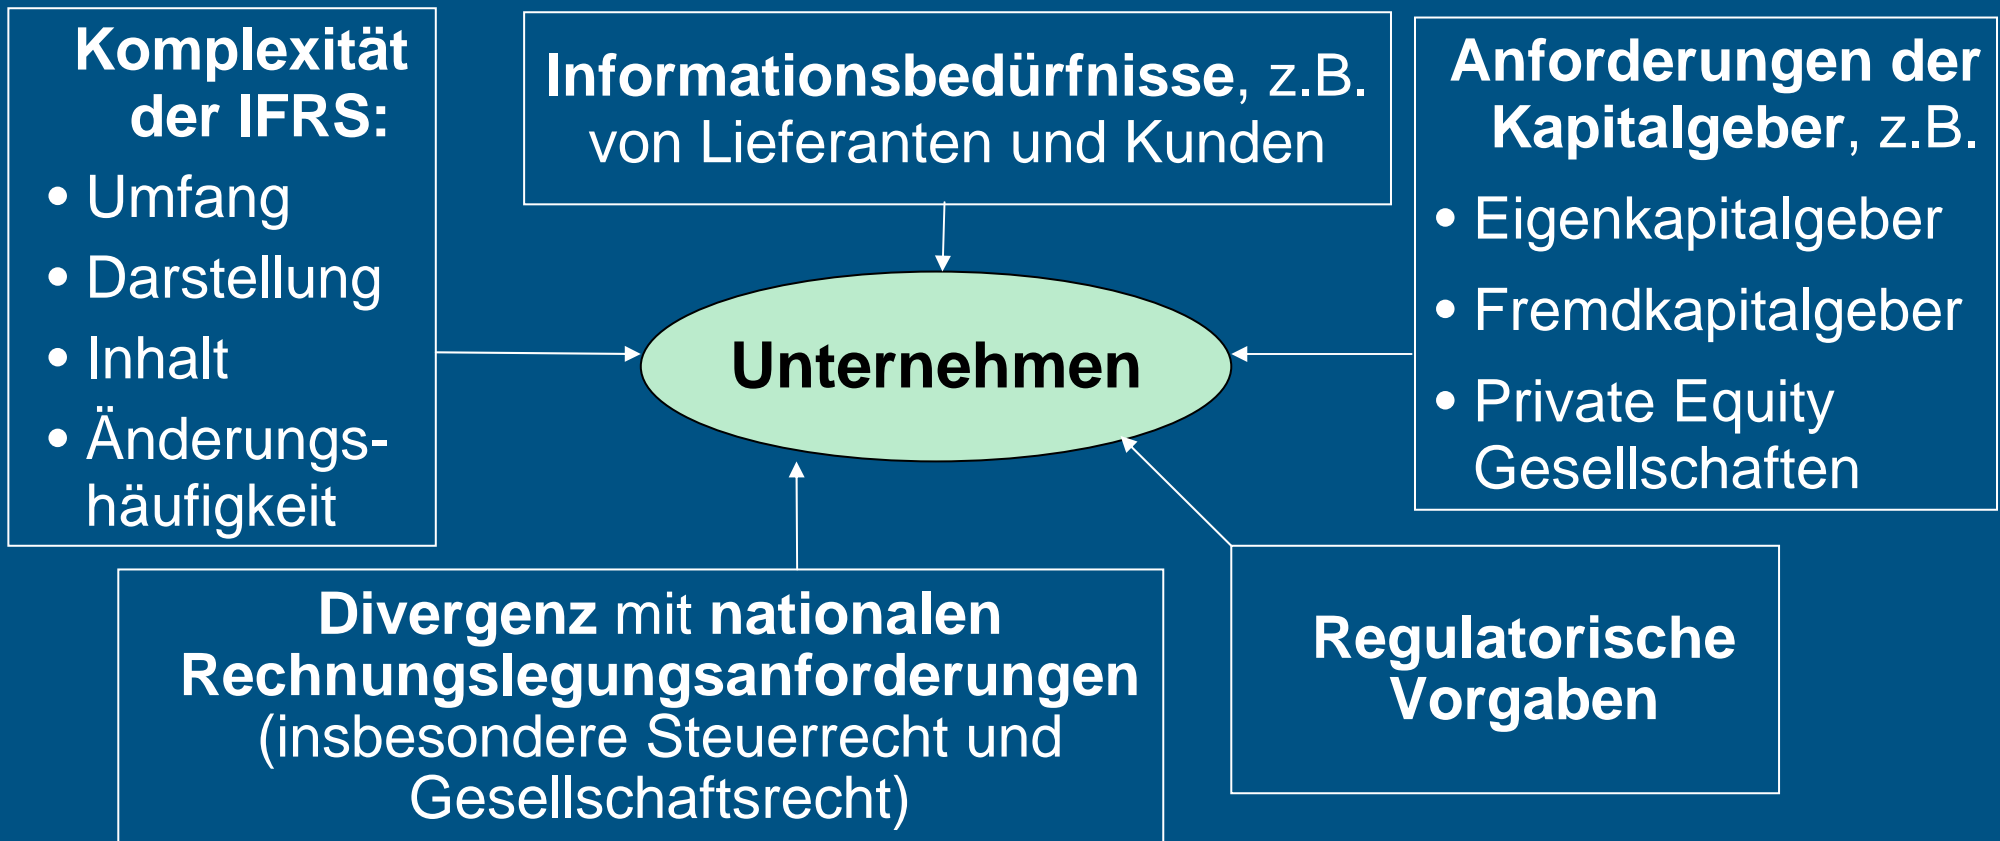 Komplexität
der IFRS:
• Umfang
• Darstellung
• Inhalt
• Änderungs-
häufigkeit
Informationsbedürfnisse, z.B.
von Lieferanten und Kunden
Anforderungen der
Kapitalgeber, z.B.
• Eigenkapitalgeber
• Fremdkapitalgeber
• Private Equity
Gesellschaften
Unternehmen
Divergenz mit nationalen
Rechnungslegungsanforderungen
(insbesondere Steuerrecht und
Gesellschaftsrecht)
Regulatorische
Vorgaben